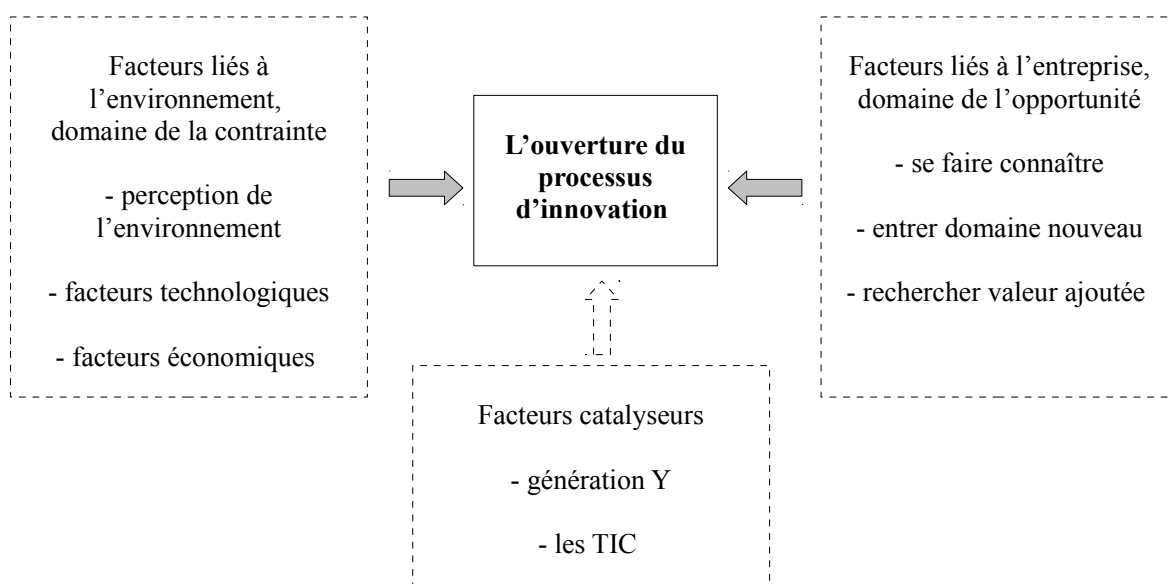 Facteurs liés à
l’environnement,
domaine de la contrainte
- perception de
l’environnement
- facteurs technologiques
- facteurs économiques
L’ouverture du
processus
d’innovation
Facteurs liés à l’entreprise,
domaine de l’opportunité
- se faire connaître
- entrer domaine nouveau
- rechercher valeur ajoutée
Facteurs catalyseurs
- génération Y
- les TIC